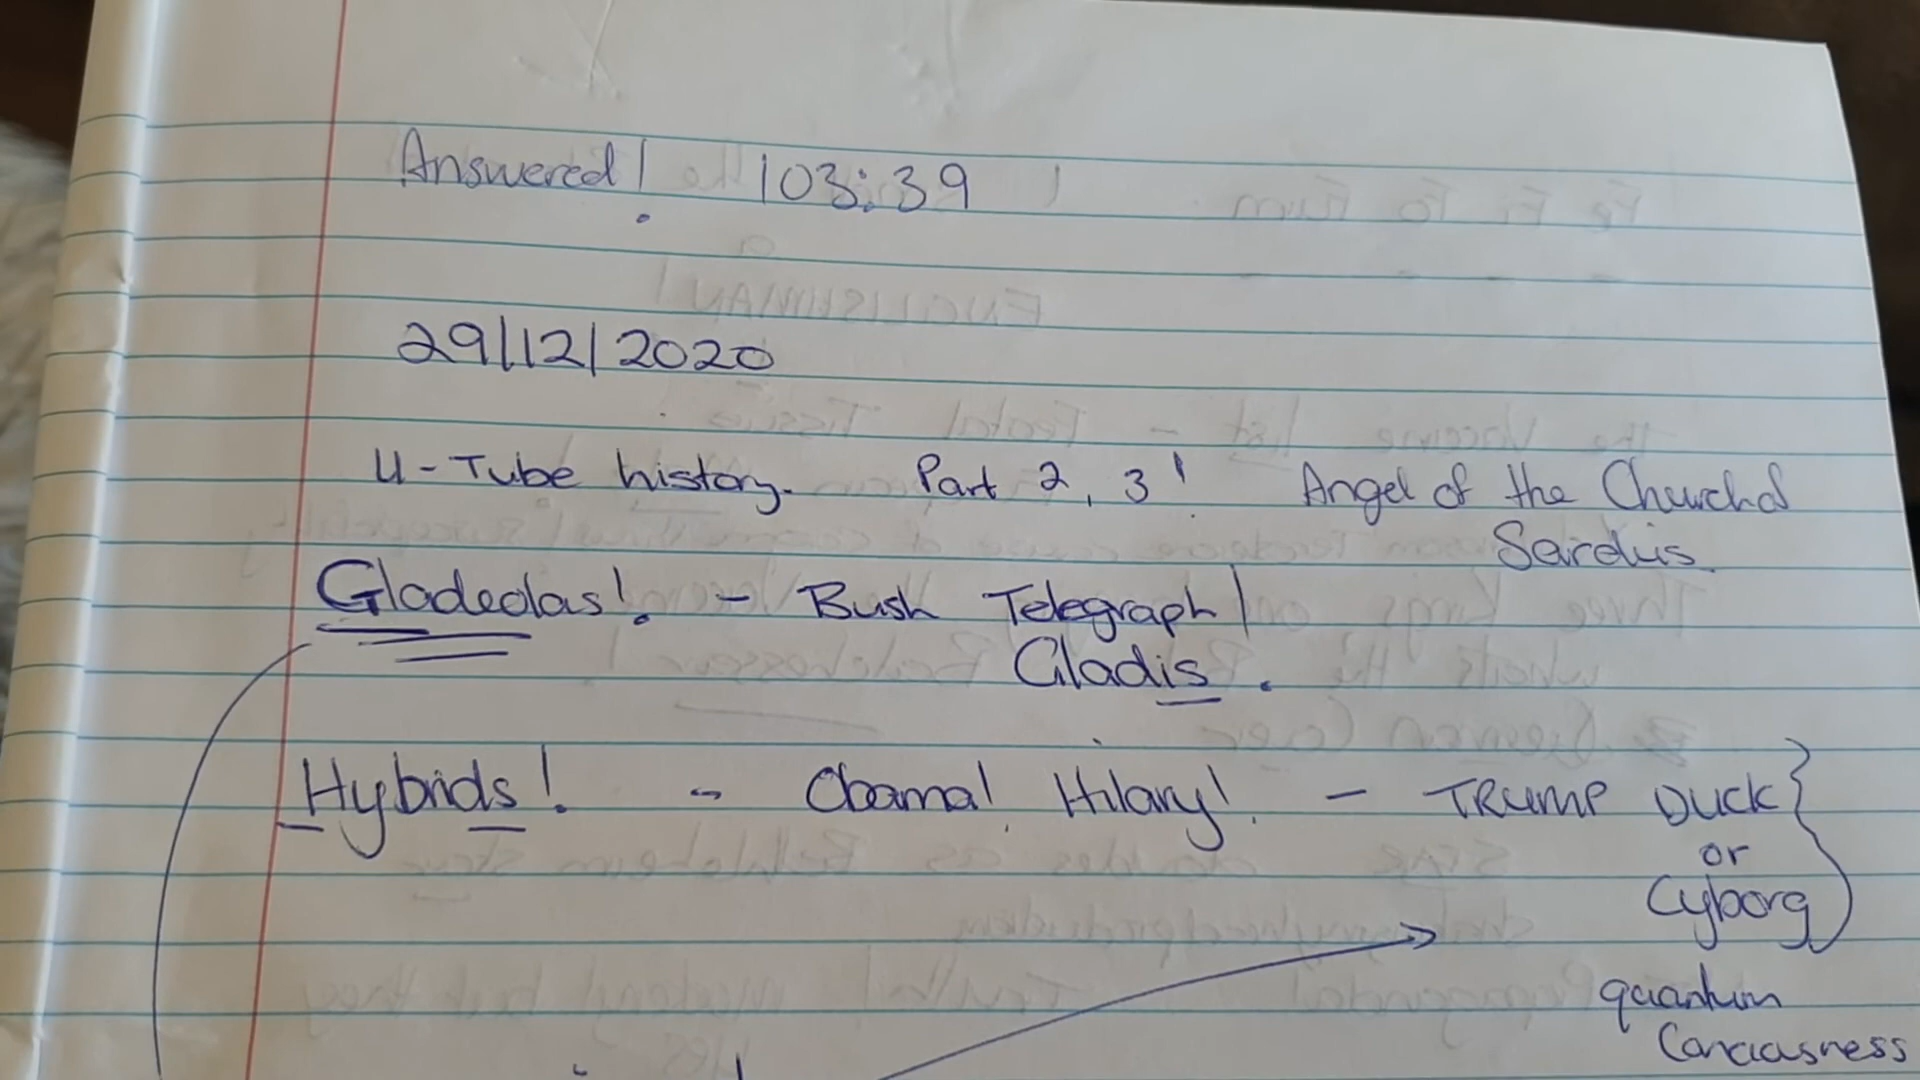 Answered! 103:39
29/12/2020
U-Tube history. Part 2, 3! Angel of the Church of
Sardis.
Gladeolas! - Bush Telegraph!
Gladis.
Hybrids! - Obama! Hilary! - TRUMP DUCK }
or
Cyborg
quantum
Conciasness